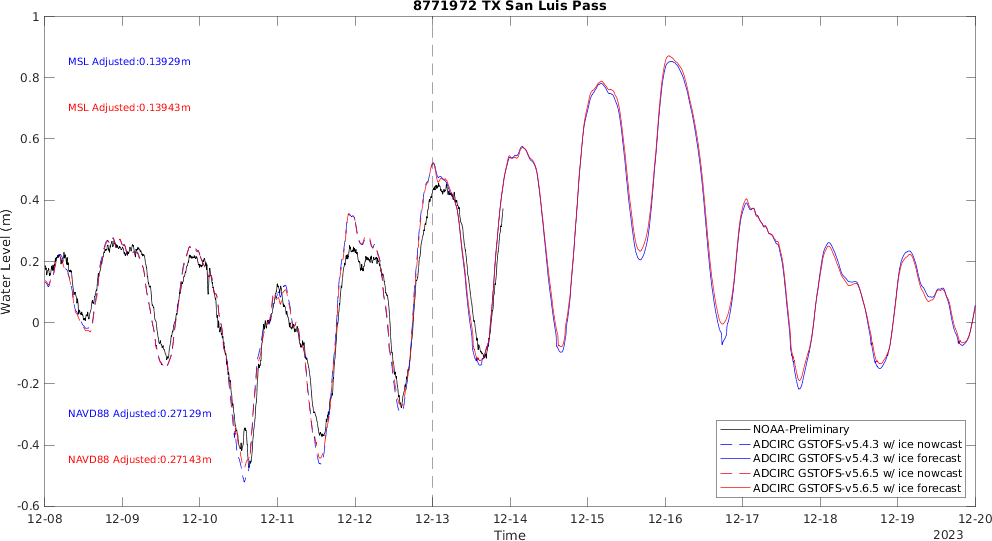 8771972 TX San Luis Pass
1
0.8
0.6
0.4
0.2
0
-0.2
-0.4
-0.6
Water Level (m)
MSL Adjusted:0.13929m
MSL Adjusted:0.13943m
NAVD88 Adjusted:0.27129m
NAVD88 Adjusted:0.27143m
NOAA-Preliminary
ADCIRC GSTOFS-v5.4.3 w/ ice nowcast
ADCIRC GSTOFS-v5.4.3 w/ ice forecast
ADCIRC GSTOFS-v5.6.5 w/ ice nowcast
ADCIRC GSTOFS-v5.6.5 w/ ice forecast
12-08 12-09 12-10 12-11 12-12 12-13 12-14 12-15 12-16 12-17 12-18 12-19 12-20
Time
2023